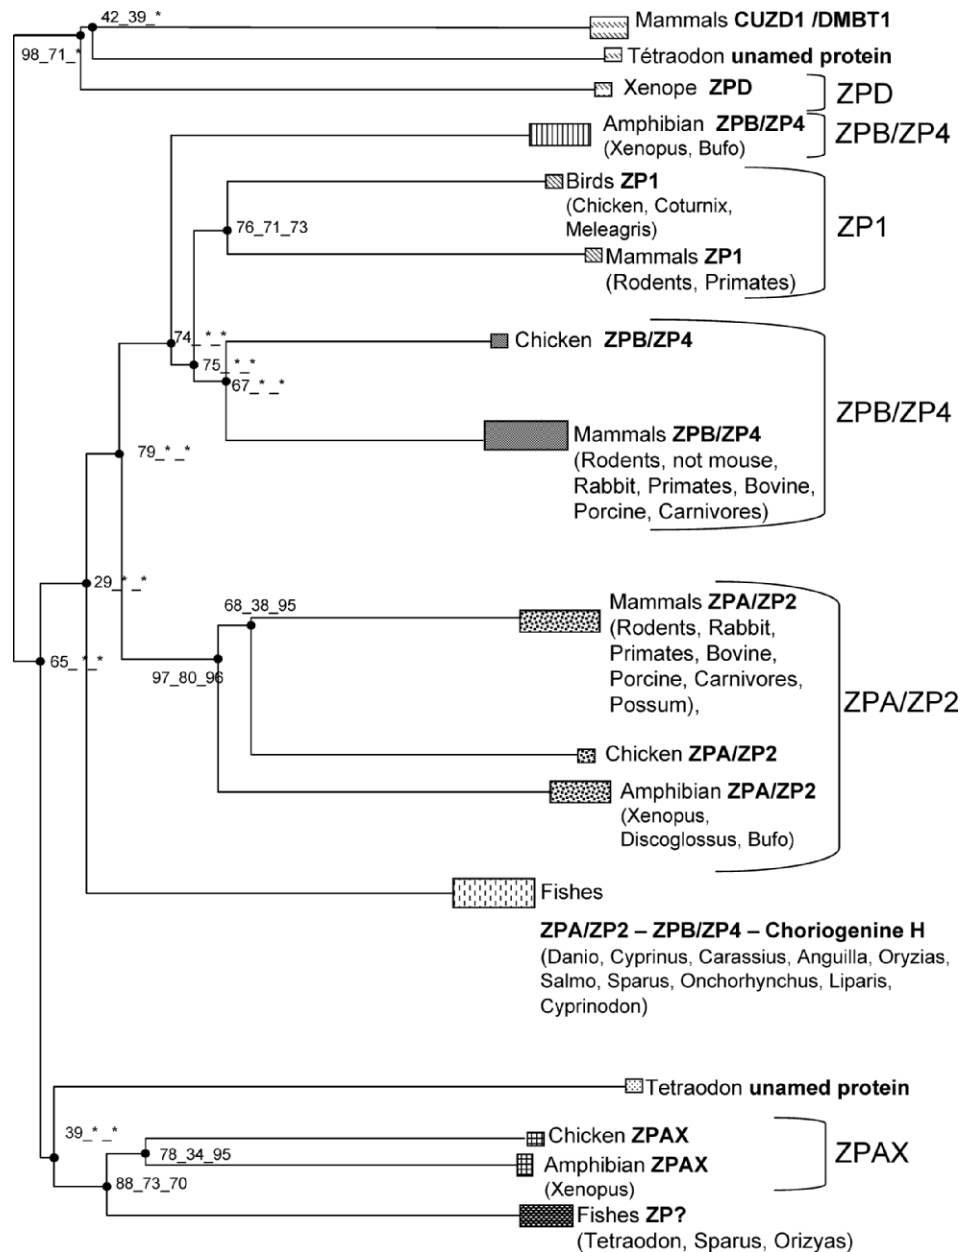 42_39_*
Mammals CUZD1 /DMBT1
98_71_*
Tétraodon unamed protein
Xenope ZPD
ZPD
Amphibian ZPB/ZP4
(Xenopus, Bufo)
ZPB/ZP4
Birds ZP1
(Chicken, Coturnix,
Meleagris)
76_71_73
ZP1
Mammals ZP1
(Rodents, Primates)
74_*_*
Chicken ZPB/ZP4
75_*_*
67_*_*
ZPB/ZP4
Mammals ZPB/ZP4
(Rodents, not mouse,
Rabbit, Primates, Bovine,
Porcine, Carnivores)
79_*_*
29_*_*
68_38_95
Mammals ZPA/ZP2
(Rodents, Rabbit,
Primates, Bovine,
Porcine, Carnivores,
Possum),
65_*_*
97_80_96
ZPA/ZP2
Chicken ZPA/ZP2
Amphibian ZPA/ZP2
(Xenopus,
Discoglossus, Bufo)
Fishes
ZPA/ZP2 – ZPB/ZP4 – Choriogenine H
(Danio, Cyprinus, Carassius, Anguilla, Oryzias,
Salmo, Sparus, Onchorhynchus, Liparis,
Cyprinodon)
Tetraodon unamed protein
39_*_*
Chicken ZPAX
78_34_95
Amphibian ZPAX
(Xenopus)
ZPAX
88_73_70
Fishes ZP?
(Tetraodon, Sparus, Orizyas)